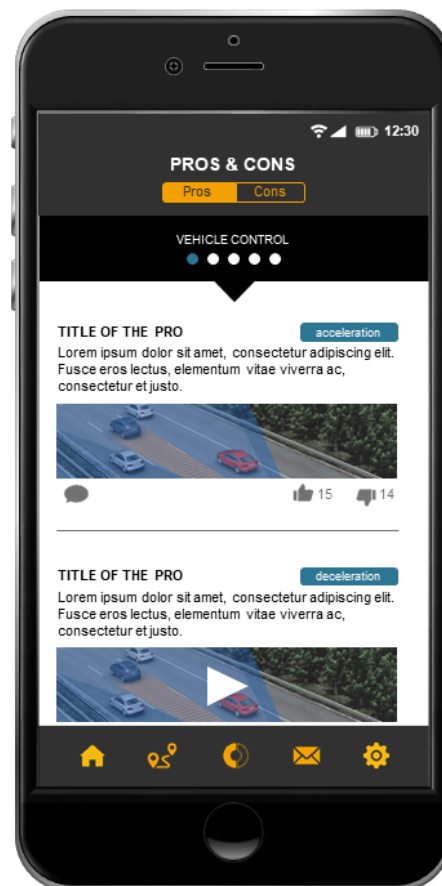 12:30
PROS & CONS
Pros Cons
VEHICLE CONTROL
TITLE OF THE PRO acceleration
Lorem ipsum dolor sit amet, consectetur adipiscing elit.
Fusce eros lectus, elementum vitae viverra ac,
consectetur et justo.
15 14
TITLE OF THE PRO deceleration
Lorem ipsum dolor sit amet, consectetur adipiscing elit.
Fusce eros lectus, elementum vitae viverra ac,
consectetur et justo.